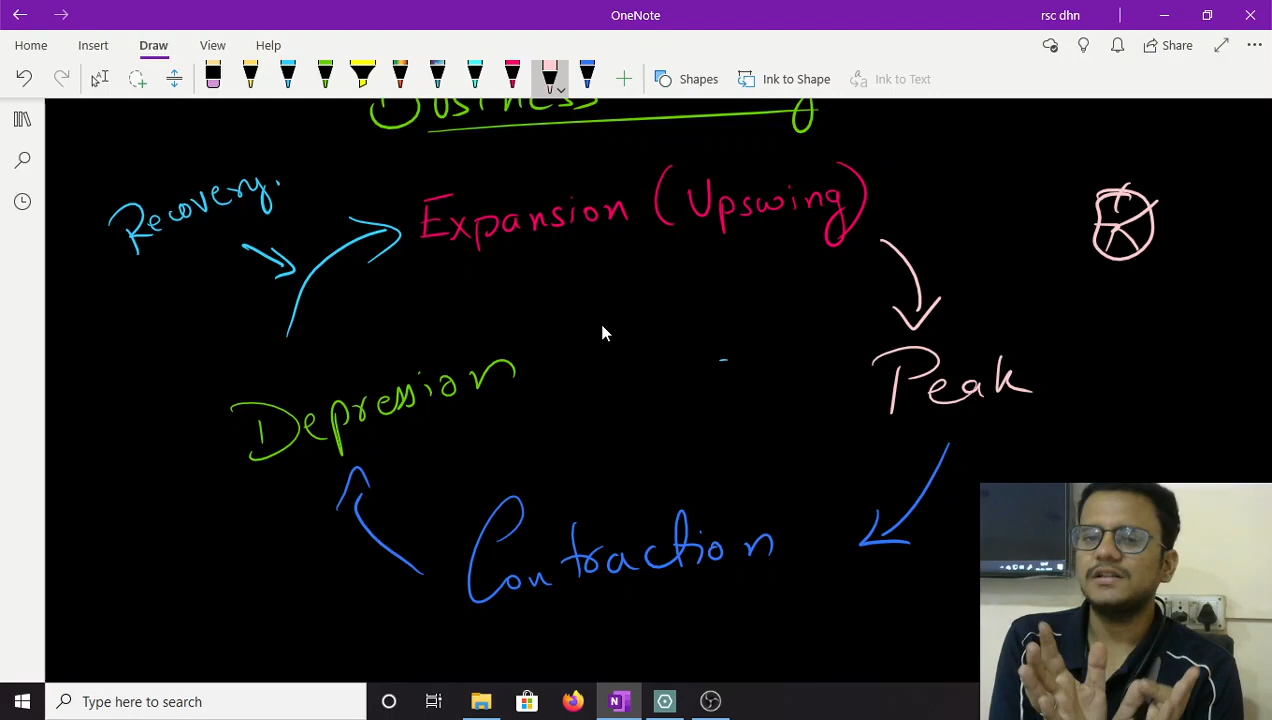 OneNote
rsc dhn
Home
Insert
Draw
View
Help
Share
Shapes
Ink to Shape
Ink to Text
Business
Recovery.
Expansion (Upswing)
Peak
Depression
Contraction
Type here to search